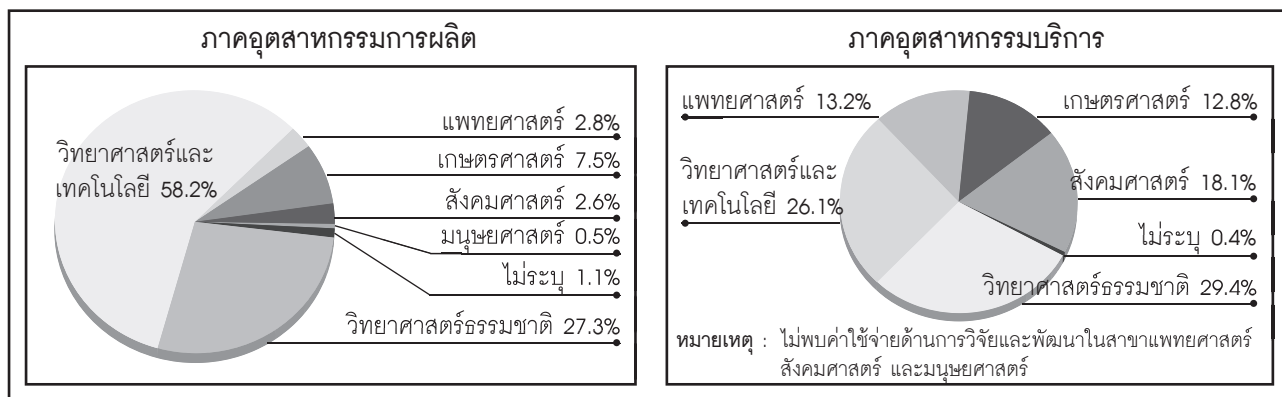 ภาคอุตสาหกรรมการผลิต
วิทยาศาสตร์และ
เทคโนโลยี 58.2%
แพทยศาสตร์ 2.8%
เกษตรศาสตร์ 7.5%
สังคมศาสตร์ 2.6%
มนุษยศาสตร์ 0.5%
ไม่ระบุ 1.1%
วิทยาศาสตร์ธรรมชาติ 27.3%
ภาคอุตสาหกรรมบริการ
แพทยศาสตร์ 13.2%
เกษตรศาสตร์ 12.8%
วิทยาศาสตร์และ
เทคโนโลยี 26.1%
สังคมศาสตร์ 18.1%
ไม่ระบุ 0.4%
วิทยาศาสตร์ธรรมชาติ 29.4%
หมายเหตุ : ไม่พบค่าใช้จ่ายด้านการวิจัยและพัฒนาในสาขาแพทยศาสตร์
สังคมศาสตร์ และมนุษยศาสตร์